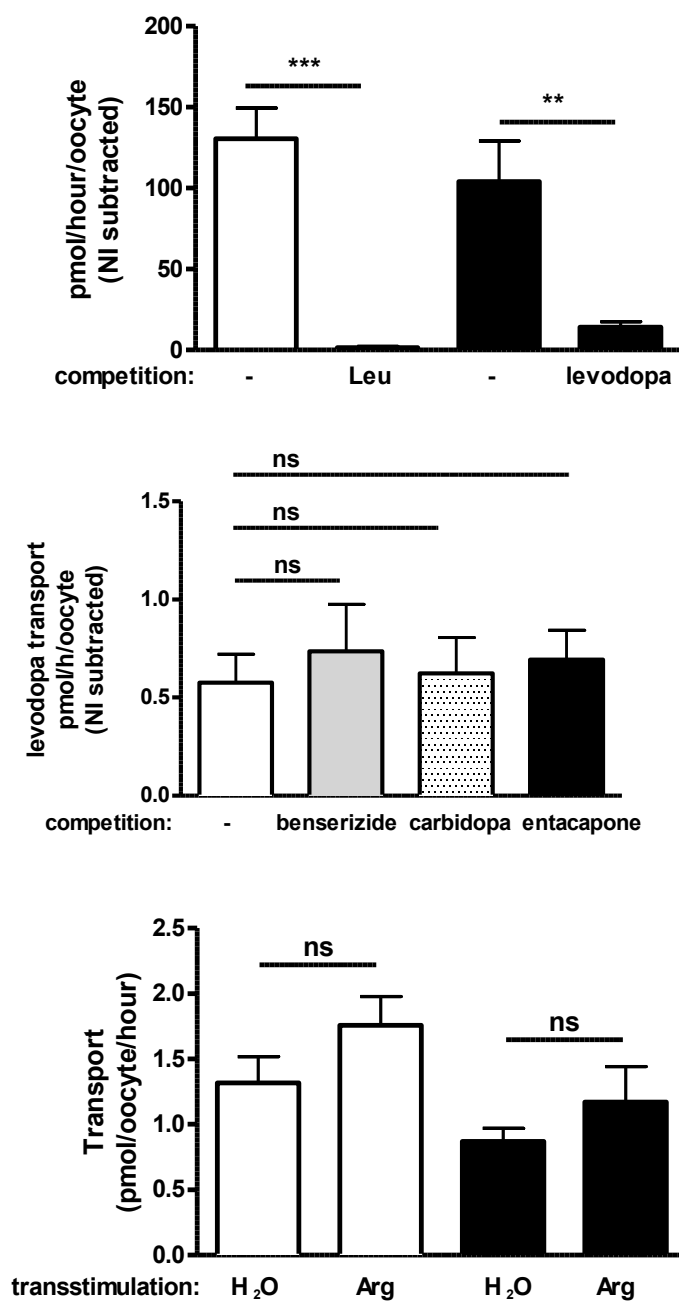 200
150
100
50
0
pmol/hour/oocyte
(NI subtracted)
***
**
competition: - Leu - levodopa
ns
ns
ns
1.5
1.0
0.5
0.0
levodopa transport
pmol/h/oocyte
(NI subtracted)
competition: - benserizide carbidopa entacapone
2.5
2.0
1.5
1.0
0.5
0.0
Transport
(pmol/oocyte/hour)
ns
ns
transstimulation: H₂O Arg H₂O Arg